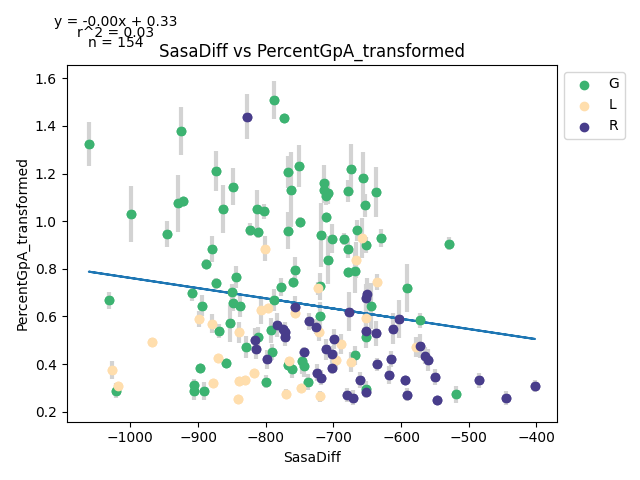 y = -0.00x + 0.33
r^2 = 0.03
n = 154
SasaDiff vs PercentGpA_transformed
G
L
R
PercentGpA_transformed
1.6
1.4
1.2
1.0
0.8
0.6
0.4
0.2
−1000 −900 −800 −700 −600 −500 −400
SasaDiff